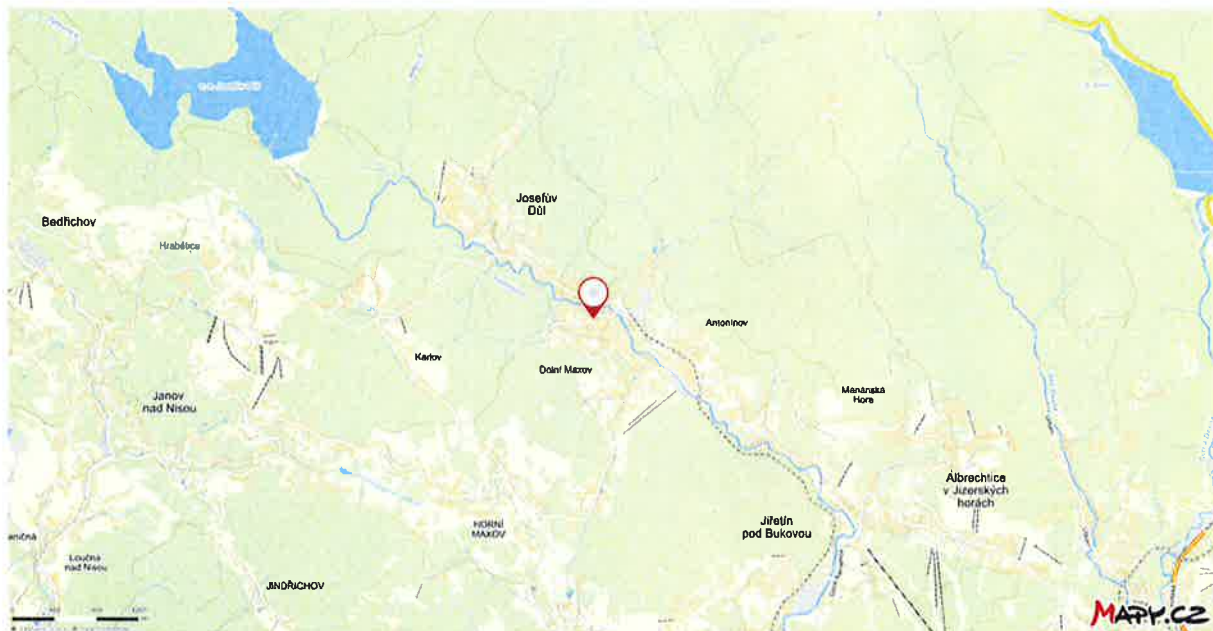 Josefův
Důl
Bedřichov
Hrabětice
Antonínov
Karlov
Dolní Maxov
Mariánská
Hora
Janov
nad Nisou
Albrechtice
v Jizerských
horách
HORNÍ
MAXOV
Jiřetín
pod Bukovou
Loučná
nad Nisou
JINDŘICHOV
MAPY.CZ